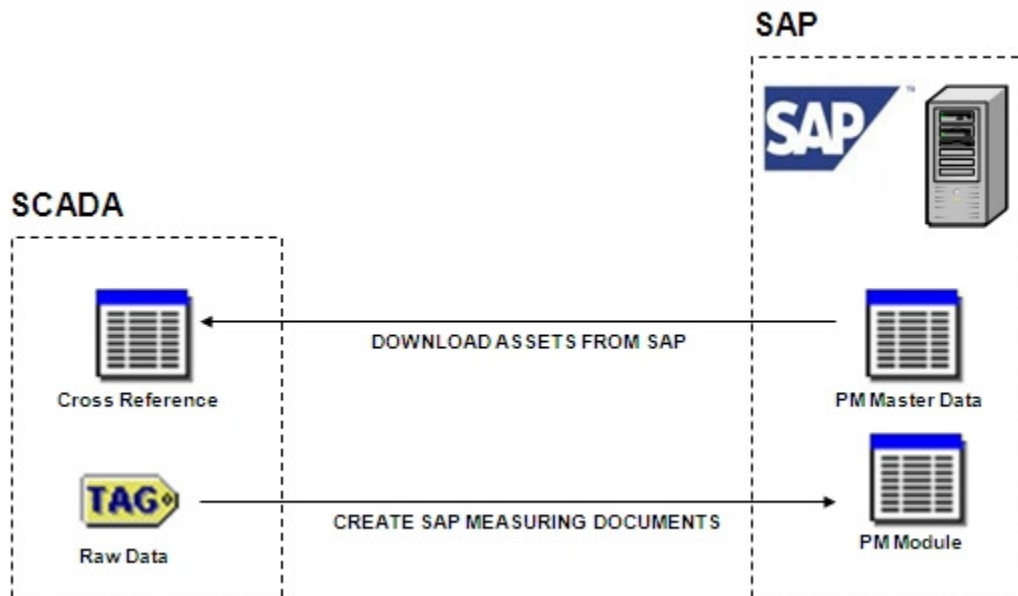 SAP
SAP™
SCADA
DOWNLOAD ASSETS FROM SAP
Cross Reference
PM Master Data
TAG
CREATE SAP MEASURING DOCUMENTS
Raw Data
PM Module